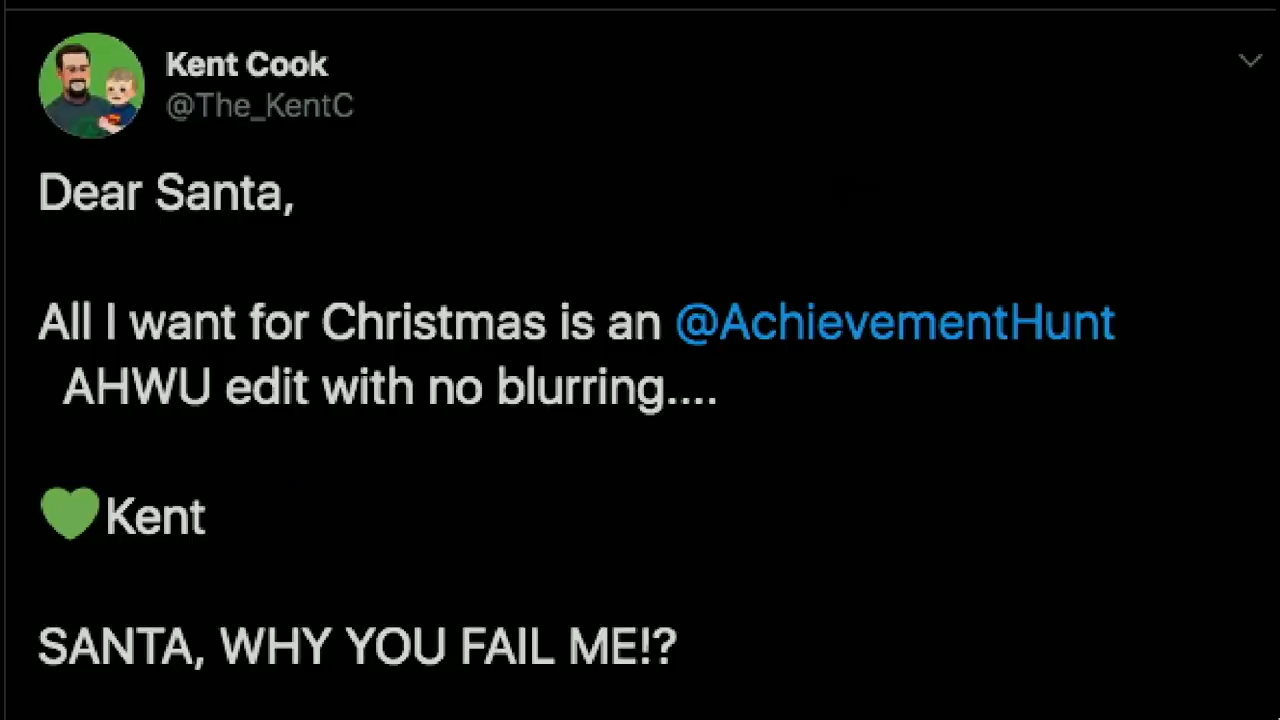 Kent Cook
@The_KentC
Dear Santa,
All I want for Christmas is an @AchievementHunt
AHWU edit with no blurring....
💚Kent
SANTA, WHY YOU FAIL ME!?